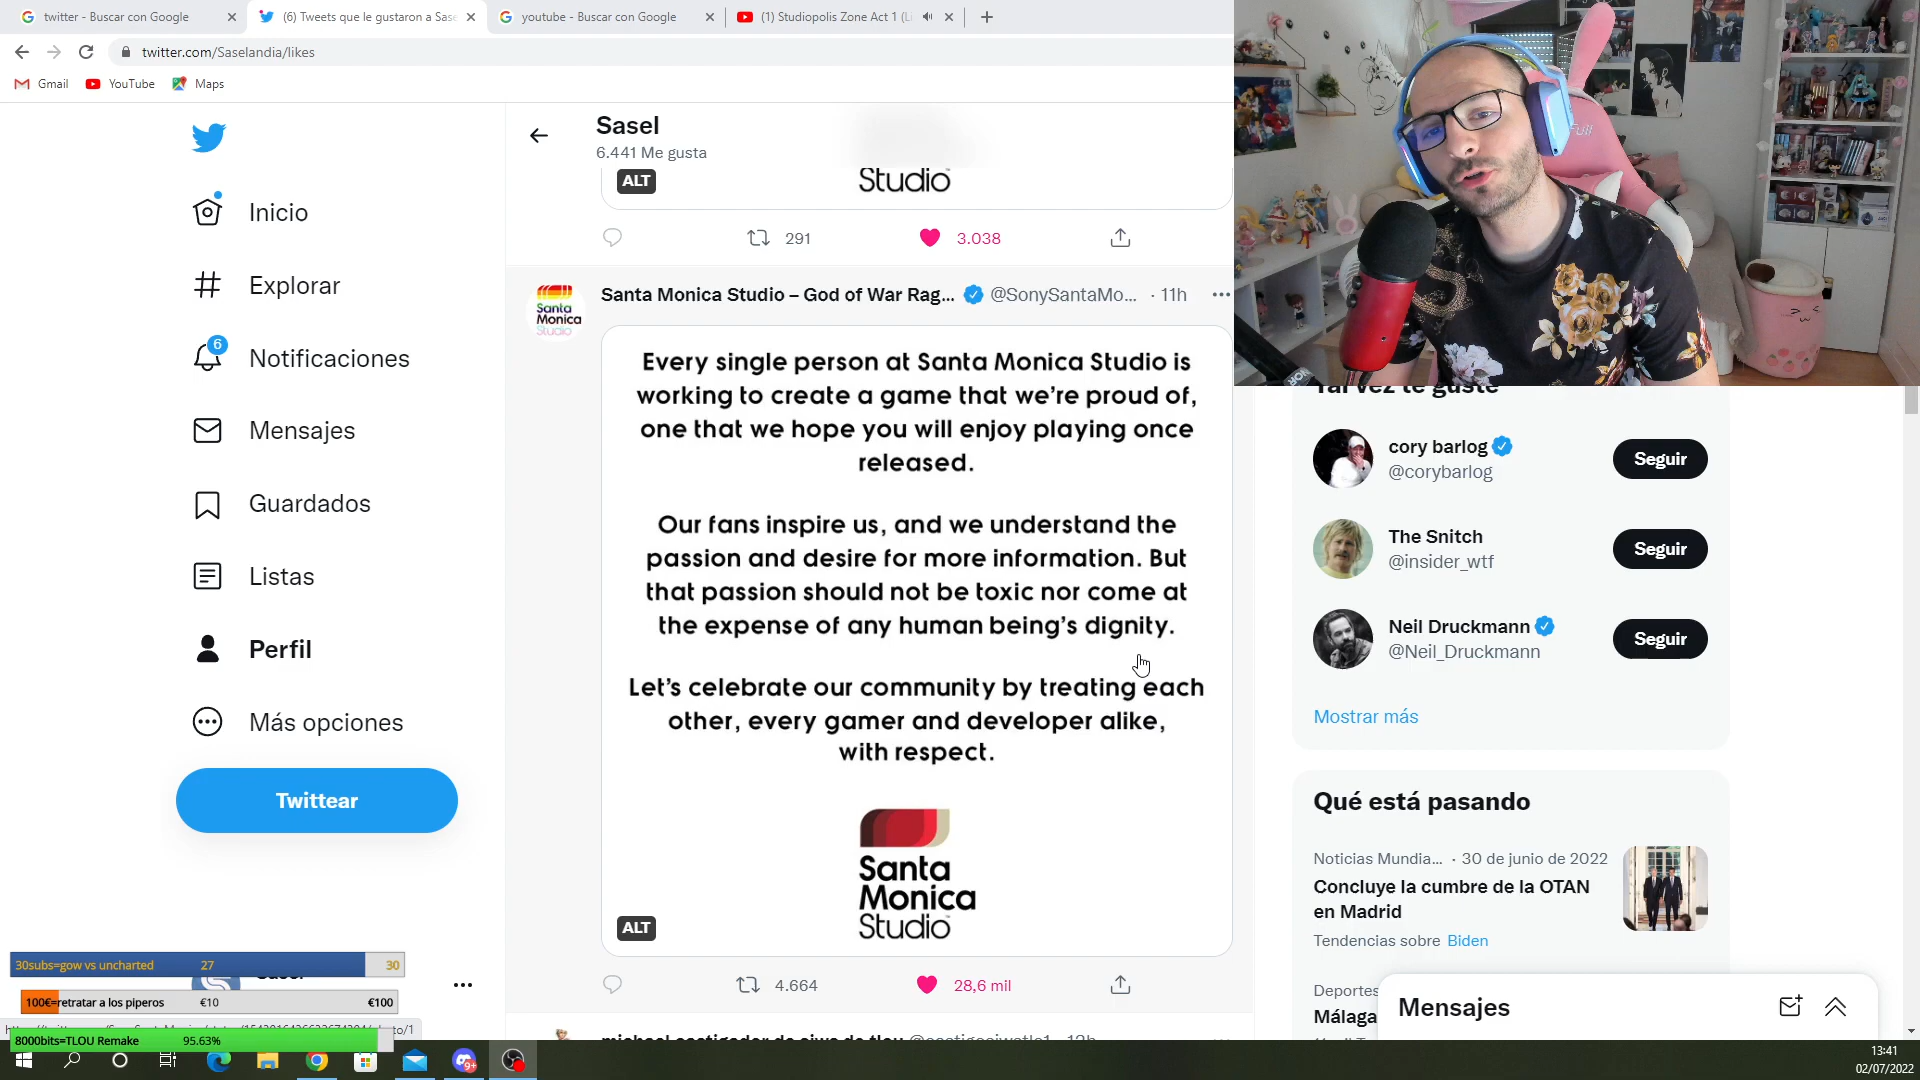 twitter - Buscar con Google
(6) Tweets que le gustaron a Sase
youtube - Buscar con Google
(1) Studiopolis Zone Act 1 (L
twitter.com/Saselandia/likes
Gmail
YouTube
Maps
Sasel
6.441 Me gusta
ALT
Studio
291
3.038
Inicio
Explorar
6
Notificaciones
Mensajes
Guardados
Listas
Perfil
Más opciones
Twittear
Santa Monica Studio
Santa Monica Studio – God of War Rag... @SonySantaMo... · 11h
Every single person at Santa Monica Studio is
working to create a game that we're proud of,
one that we hope you will enjoy playing once
released.
Our fans inspire us, and we understand the
passion and desire for more information. But
that passion should not be toxic nor come at
the expense of any human being's dignity.
Let's celebrate our community by treating each
other, every gamer and developer alike,
with respect.
Santa
Monica
Studio
ALT
4.664
28,6 mil
Tal vez te guste
cory barlog
@corybarlog
Seguir
The Snitch
@insider_wtf
Seguir
Neil Druckmann
@Neil_Druckmann
Seguir
Mostrar más
Qué está pasando
Noticias Mundia... · 30 de junio de 2022
Concluye la cumbre de la OTAN
en Madrid
Tendencias sobre Biden
Deportes
Málaga
Mensajes
30subs=gow vs uncharted 27 30
Sasel
100€=retratar a los piperos €10 €100
8000bits=TLOU Remake 95.63%
9+
13:41
02/07/2022